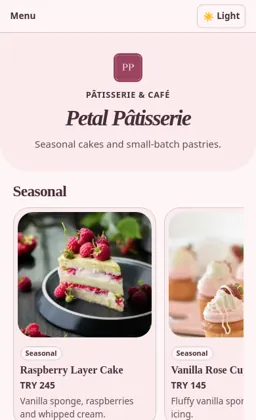 Menu
☀️ Light
PP
PÂTISSERIE & CAFÉ
Petal Pâtisserie
Seasonal cakes and small-batch pastries.
Seasonal
Seasonal
Raspberry Layer Cake
TRY 245
Vanilla sponge, raspberries
and whipped cream.
Seasonal
Vanilla Rose Cu
TRY 145
Fluffy vanilla spor
icing.